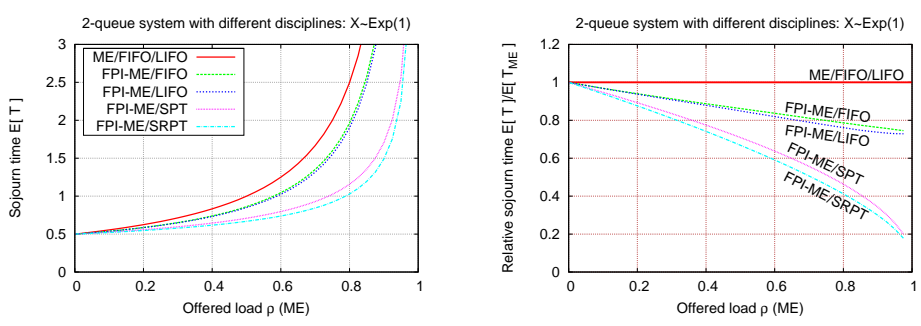 2-queue system with different disciplines: X~Exp(1)
Sojourn time E[ T ]
3
2.5
2
1.5
1
0.5
0
ME/FIFO/LIFO
FPI-ME/FIFO
FPI-ME/LIFO
FPI-ME/SPT
FPI-ME/SRPT
0 0.2 0.4 0.6 0.8 1
Offered load ρ (ME)
2-queue system with different disciplines: X~Exp(1)
Relative sojourn time E[ T ]/E[ T_ME ]
1.2
1
0.8
0.6
0.4
0.2
0
ME/FIFO/LIFO
FPI-ME/FIFO
FPI-ME/LIFO
FPI-ME/SPT
FPI-ME/SRPT
0 0.2 0.4 0.6 0.8 1
Offered load ρ (ME)